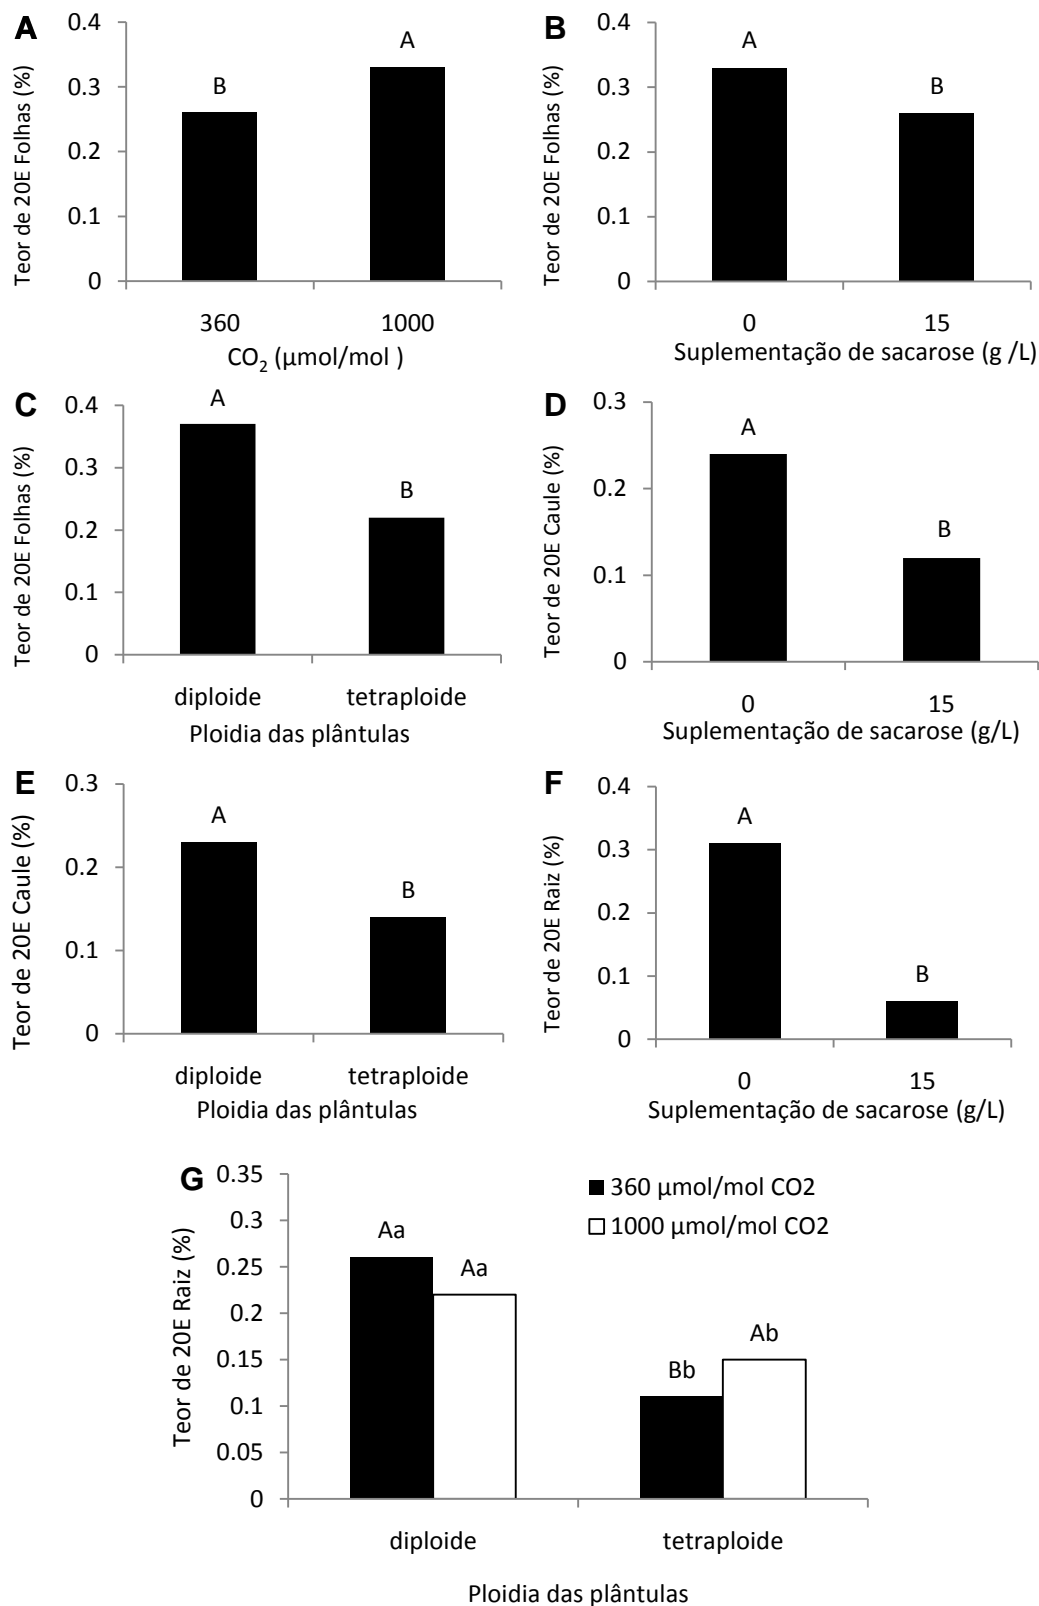 A
Teor de 20E Folhas (%)
0.4
0.3
0.2
0.1
0
B
A
360
1000
CO₂ (µmol/mol )
B
Teor de 20E Folhas (%)
0.4
0.3
0.2
0.1
0
A
B
0
15
Suplementação de sacarose (g /L)
C
Teor de 20E Folhas (%)
0.4
0.3
0.2
0.1
0
A
B
diploide
tetraploide
Ploidia das plântulas
D
Teor de 20E Caule (%)
0.3
0.2
0.1
0
A
B
0
15
Suplementação de sacarose (g/L)
E
Teor de 20E Caule (%)
0.3
0.2
0.1
0
A
B
diploide
tetraploide
Ploidia das plântulas
F
Teor de 20E Raiz (%)
0.4
0.3
0.2
0.1
0
A
B
0
15
Suplementação de sacarose (g/L)
G
Teor de 20E Raiz (%)
0.35
0.3
0.25
0.2
0.15
0.1
0.05
0
360 µmol/mol CO2
1000 µmol/mol CO2
Aa
Aa
Bb
Ab
diploide
tetraploide
Ploidia das plântulas